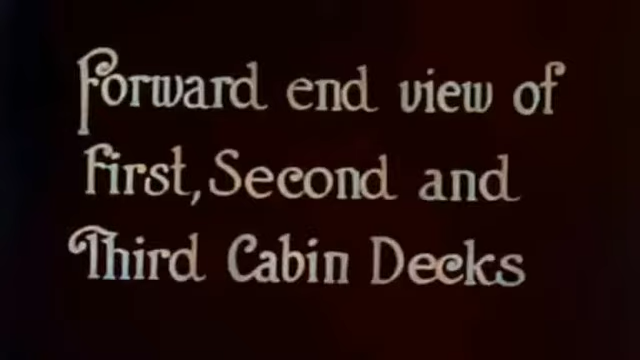 Forward end view of
First, Second and
Third Cabin Decks